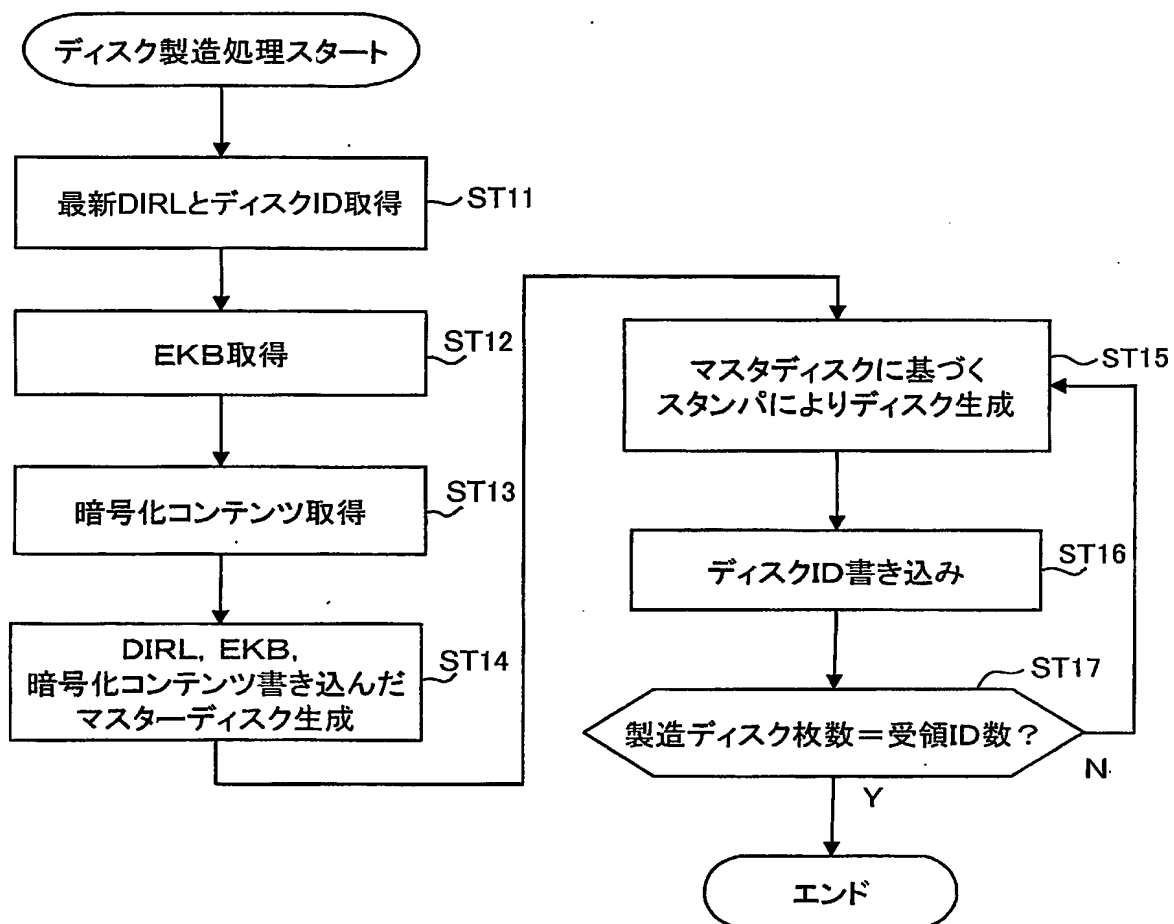 ディスク製造処理スタート
最新DIRLとディスクID取得
ST11
EKB取得
ST12
暗号化コンテンツ取得
ST13
DIRL, EKB,
暗号化コンテンツ書き込んだ
マスターディスク生成
ST14
マスタディスクに基づく
スタンパによりディスク生成
ST15
ディスクID書き込み
ST16
製造ディスク枚数＝受領ID数？
ST17
N
Y
エンド